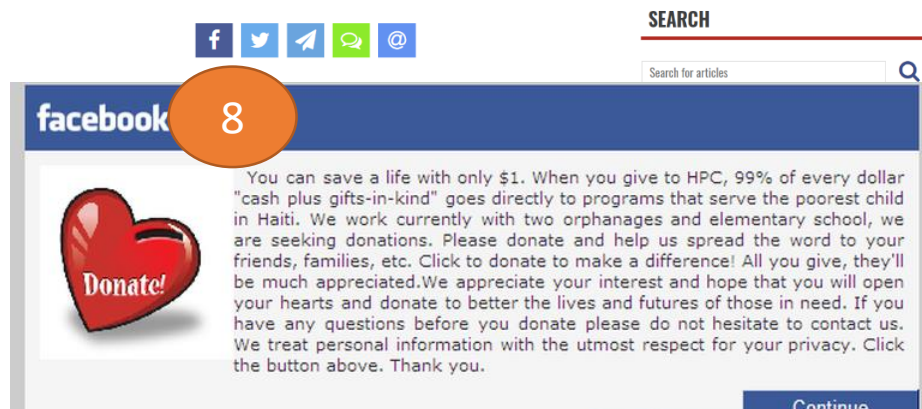 SEARCH
f
@
Search for articles
facebook
8
You can save a life with only $1. When you give to HPC, 99% of every dollar
"cash plus gifts-in-kind" goes directly to programs that serve the poorest child
in Haiti. We work currently with two orphanages and elementary school, we
are seeking donations. Please donate and help us spread the word to your
friends, families, etc. Click to donate to make a difference! All you give, they'll
be much appreciated.We appreciate your interest and hope that you will open
your hearts and donate to better the lives and futures of those in need. If you
have any questions before you donate please do not hesitate to contact us.
We treat personal information with the utmost respect for your privacy. Click
the button above. Thank you.
Donate!
Continue